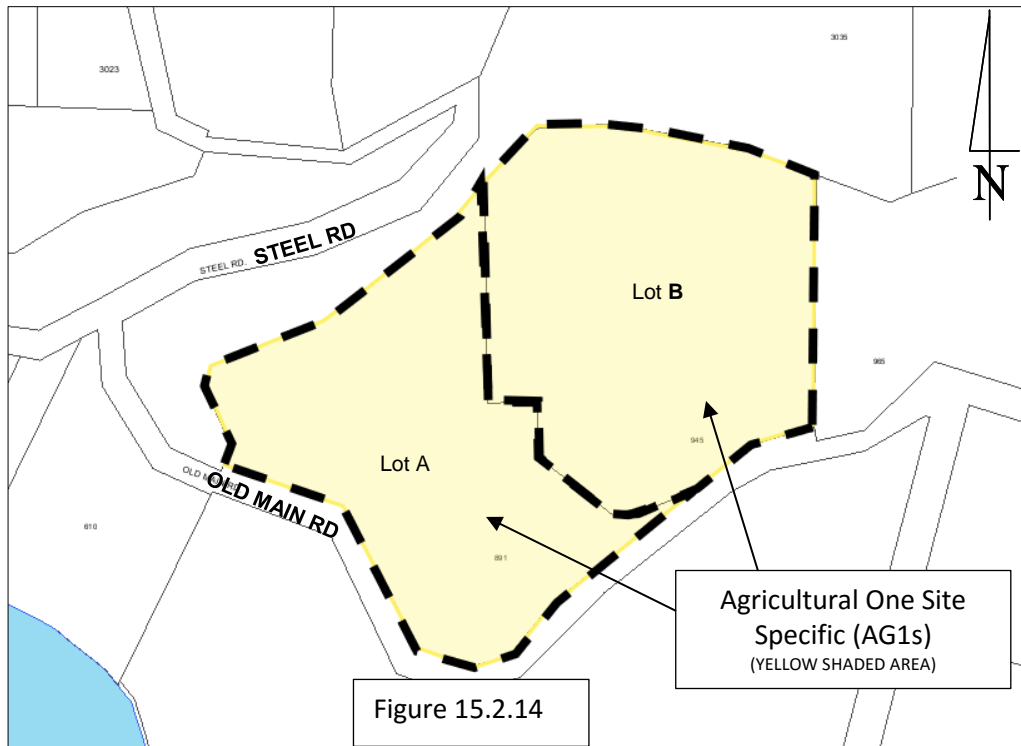 3035
3023
N
STEEL RD
STEEL RD.
Lot B
965
945
Lot A
OLD MAIN RD
610
891
Agricultural One Site
Specific (AG1s)
(YELLOW SHADED AREA)
Figure 15.2.14